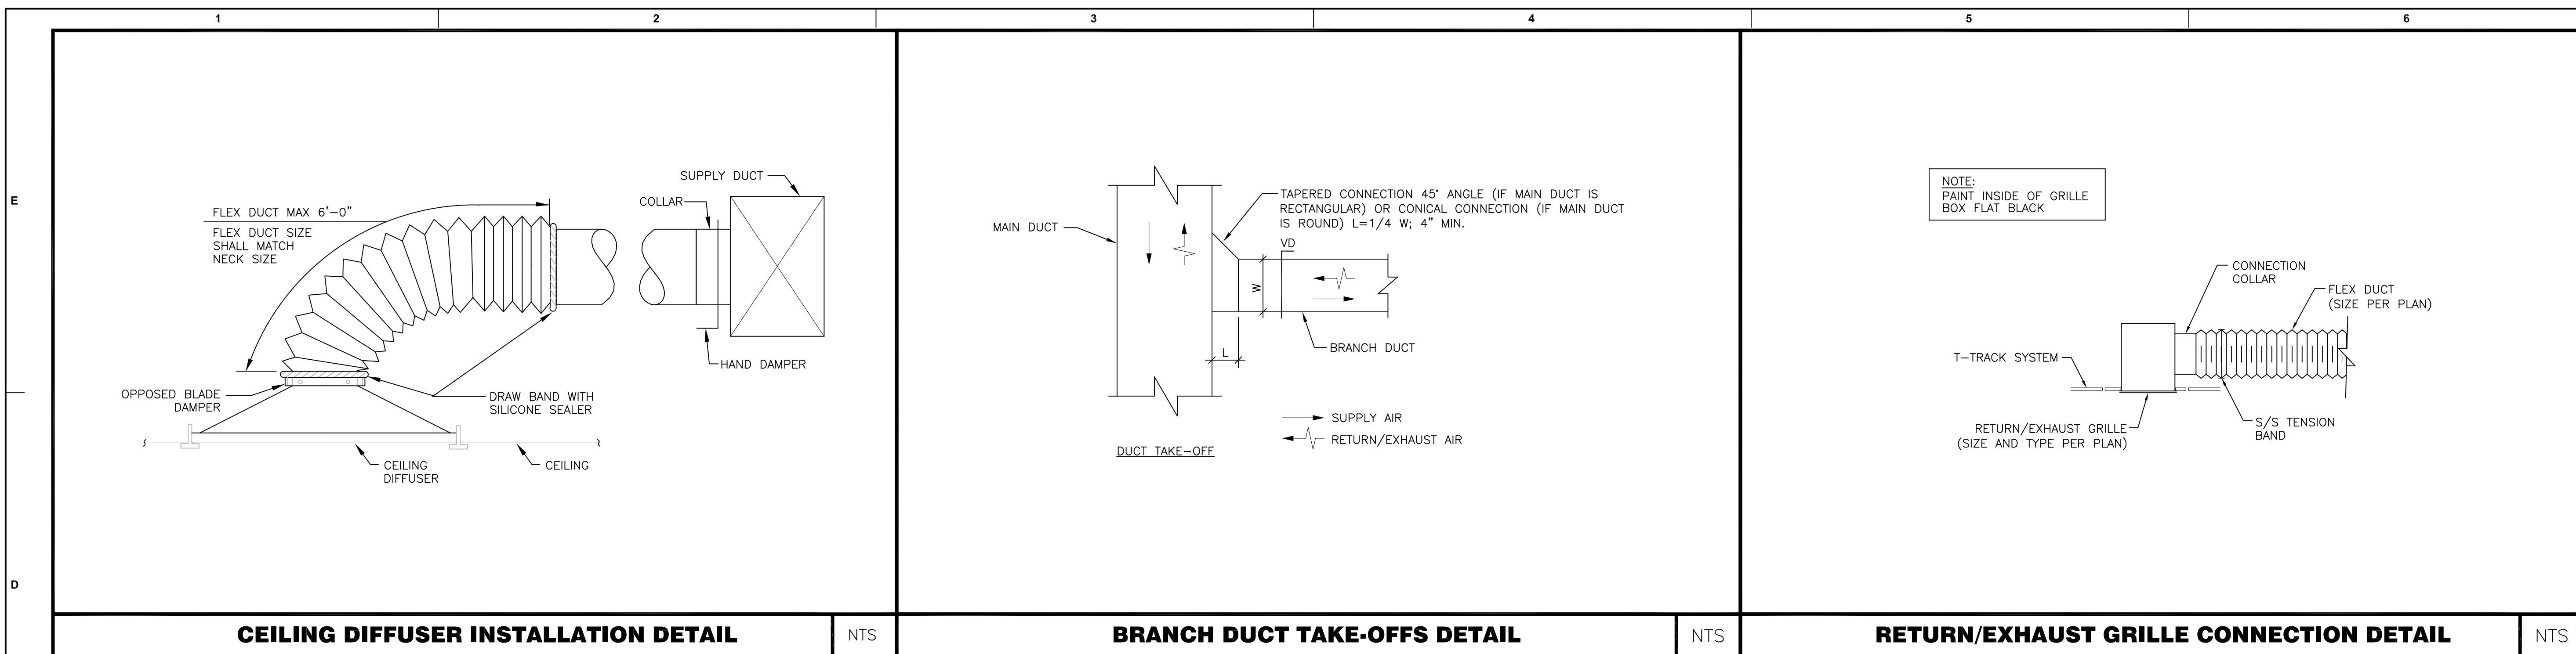 1
2
3
4
5
6
E
D
SUPPLY DUCT
COLLAR
FLEX DUCT MAX 6'-0"
FLEX DUCT SIZE
SHALL MATCH
NECK SIZE
HAND DAMPER
OPPOSED BLADE
DAMPER
DRAW BAND WITH
SILICONE SEALER
CEILING
DIFFUSER
CEILING
CEILING DIFFUSER INSTALLATION DETAIL
NTS
TAPERED CONNECTION 45° ANGLE (IF MAIN DUCT IS
RECTANGULAR) OR CONICAL CONNECTION (IF MAIN DUCT
IS ROUND) L=1/4 W; 4" MIN.
MAIN DUCT
VD
W
L
BRANCH DUCT
SUPPLY AIR
RETURN/EXHAUST AIR
DUCT TAKE-OFF
BRANCH DUCT TAKE-OFFS DETAIL
NTS
NOTE:
PAINT INSIDE OF GRILLE
BOX FLAT BLACK
CONNECTION
COLLAR
FLEX DUCT
(SIZE PER PLAN)
T-TRACK SYSTEM
RETURN/EXHAUST GRILLE
(SIZE AND TYPE PER PLAN)
S/S TENSION
BAND
RETURN/EXHAUST GRILLE CONNECTION DETAIL
NTS